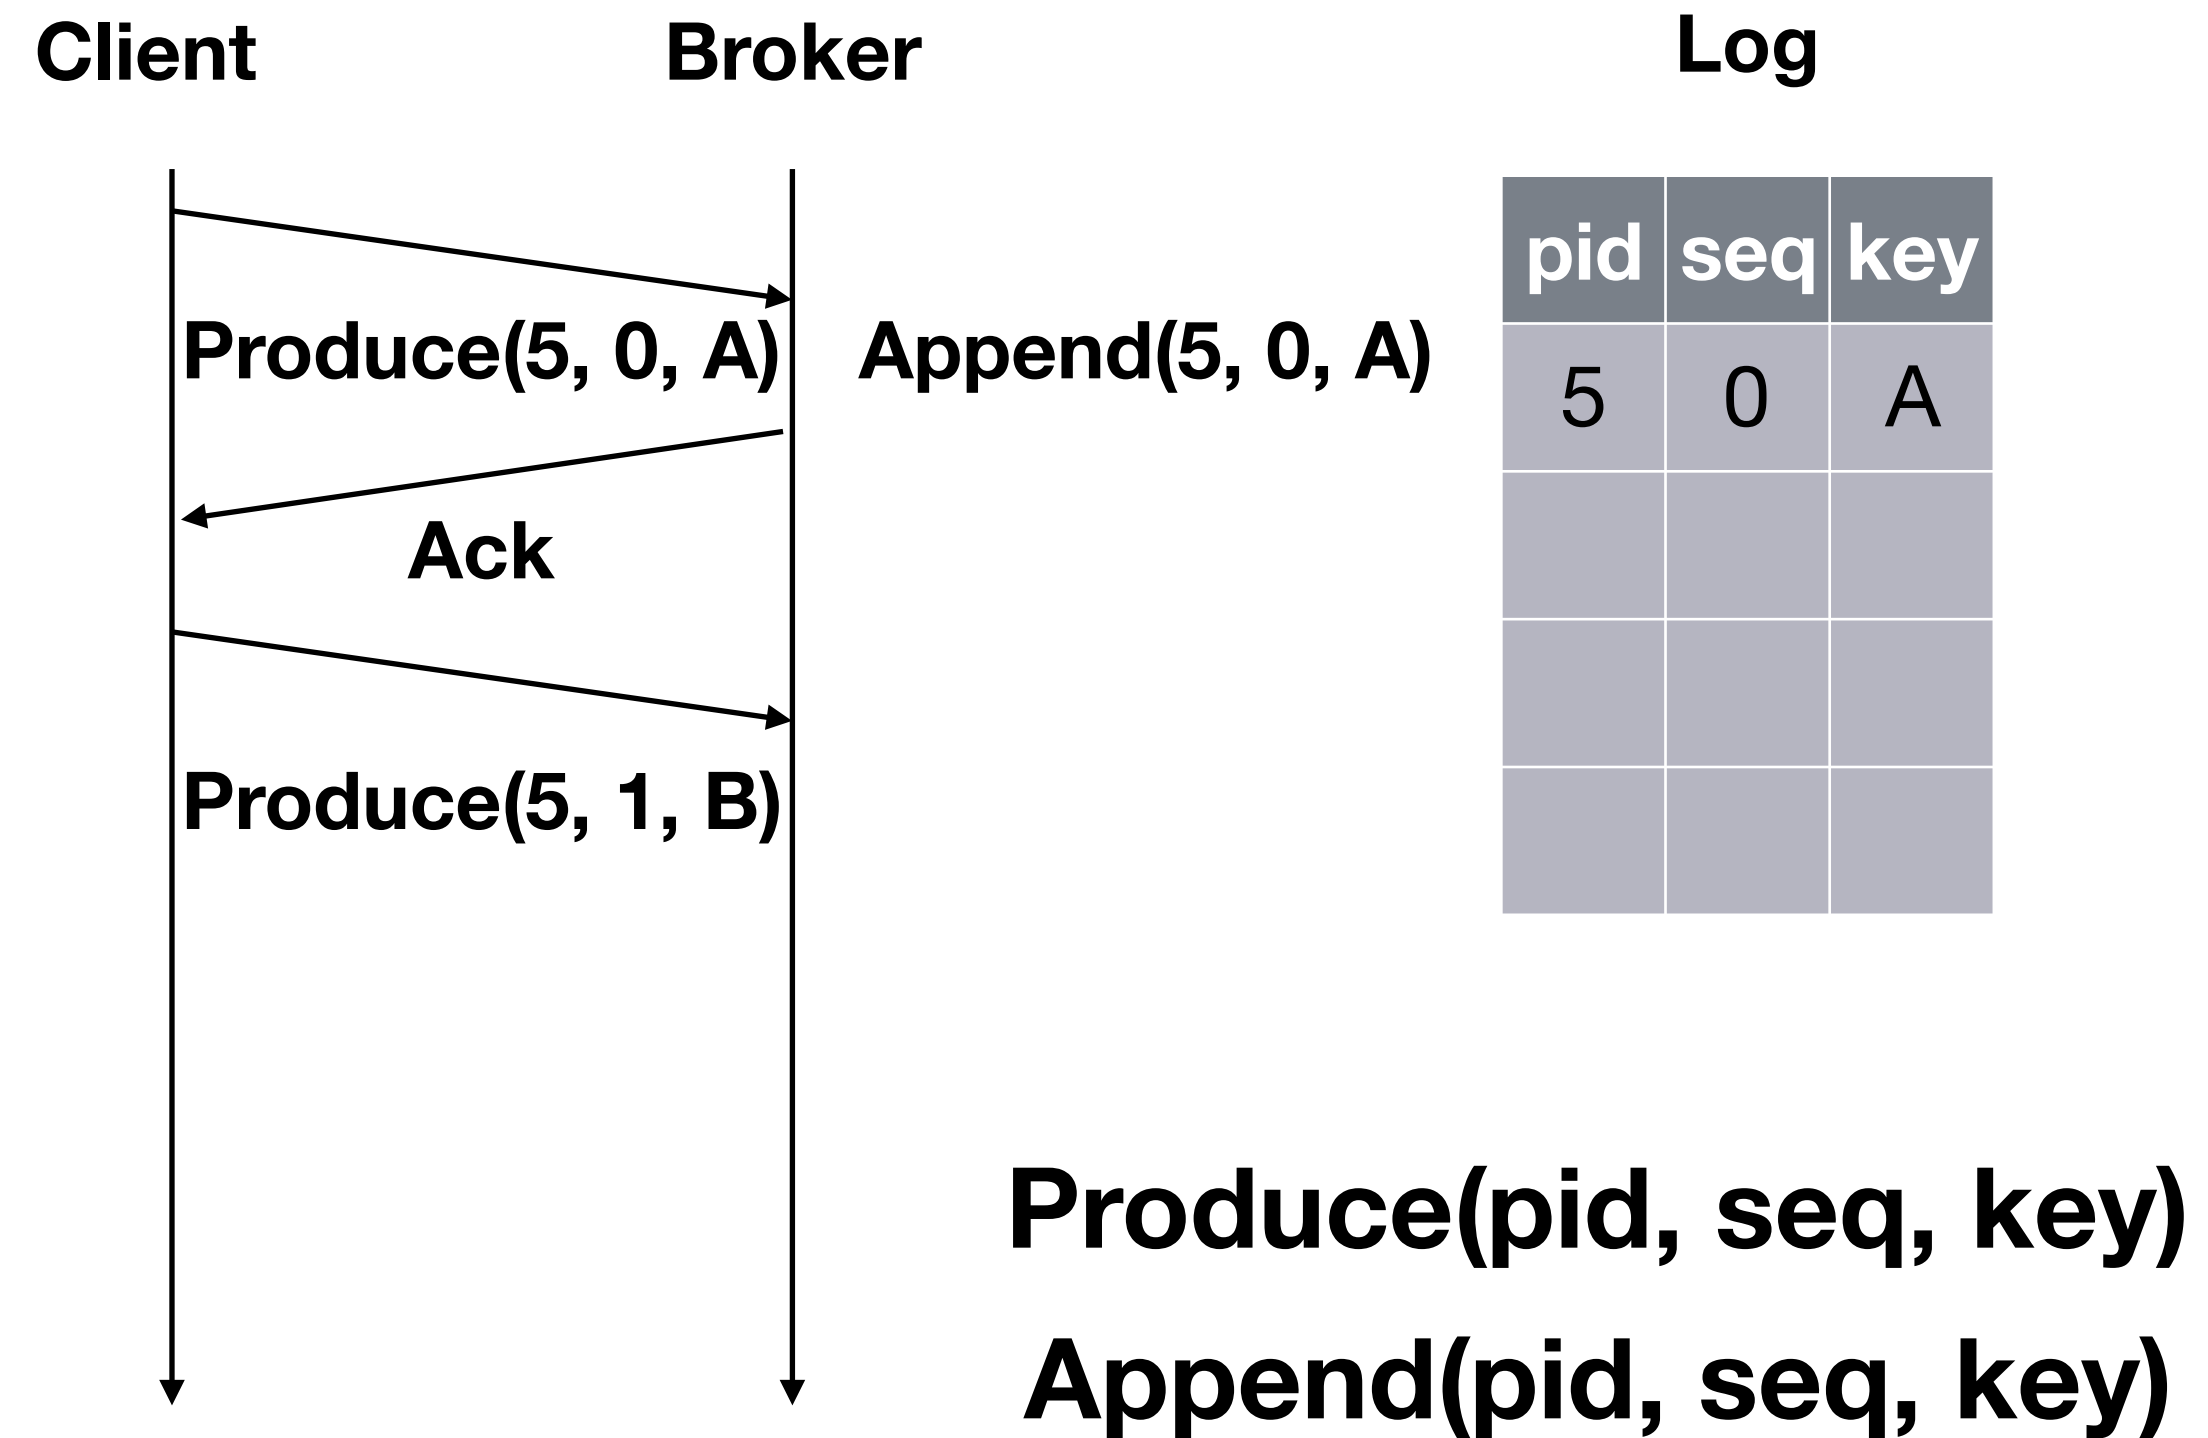 Client Broker Log
pid seq key
Produce(5, 0, A) Append(5, 0, A)
5 0 A
Ack
Produce(5, 1, B)
Produce(pid, seq, key)
Append(pid, seq, key)